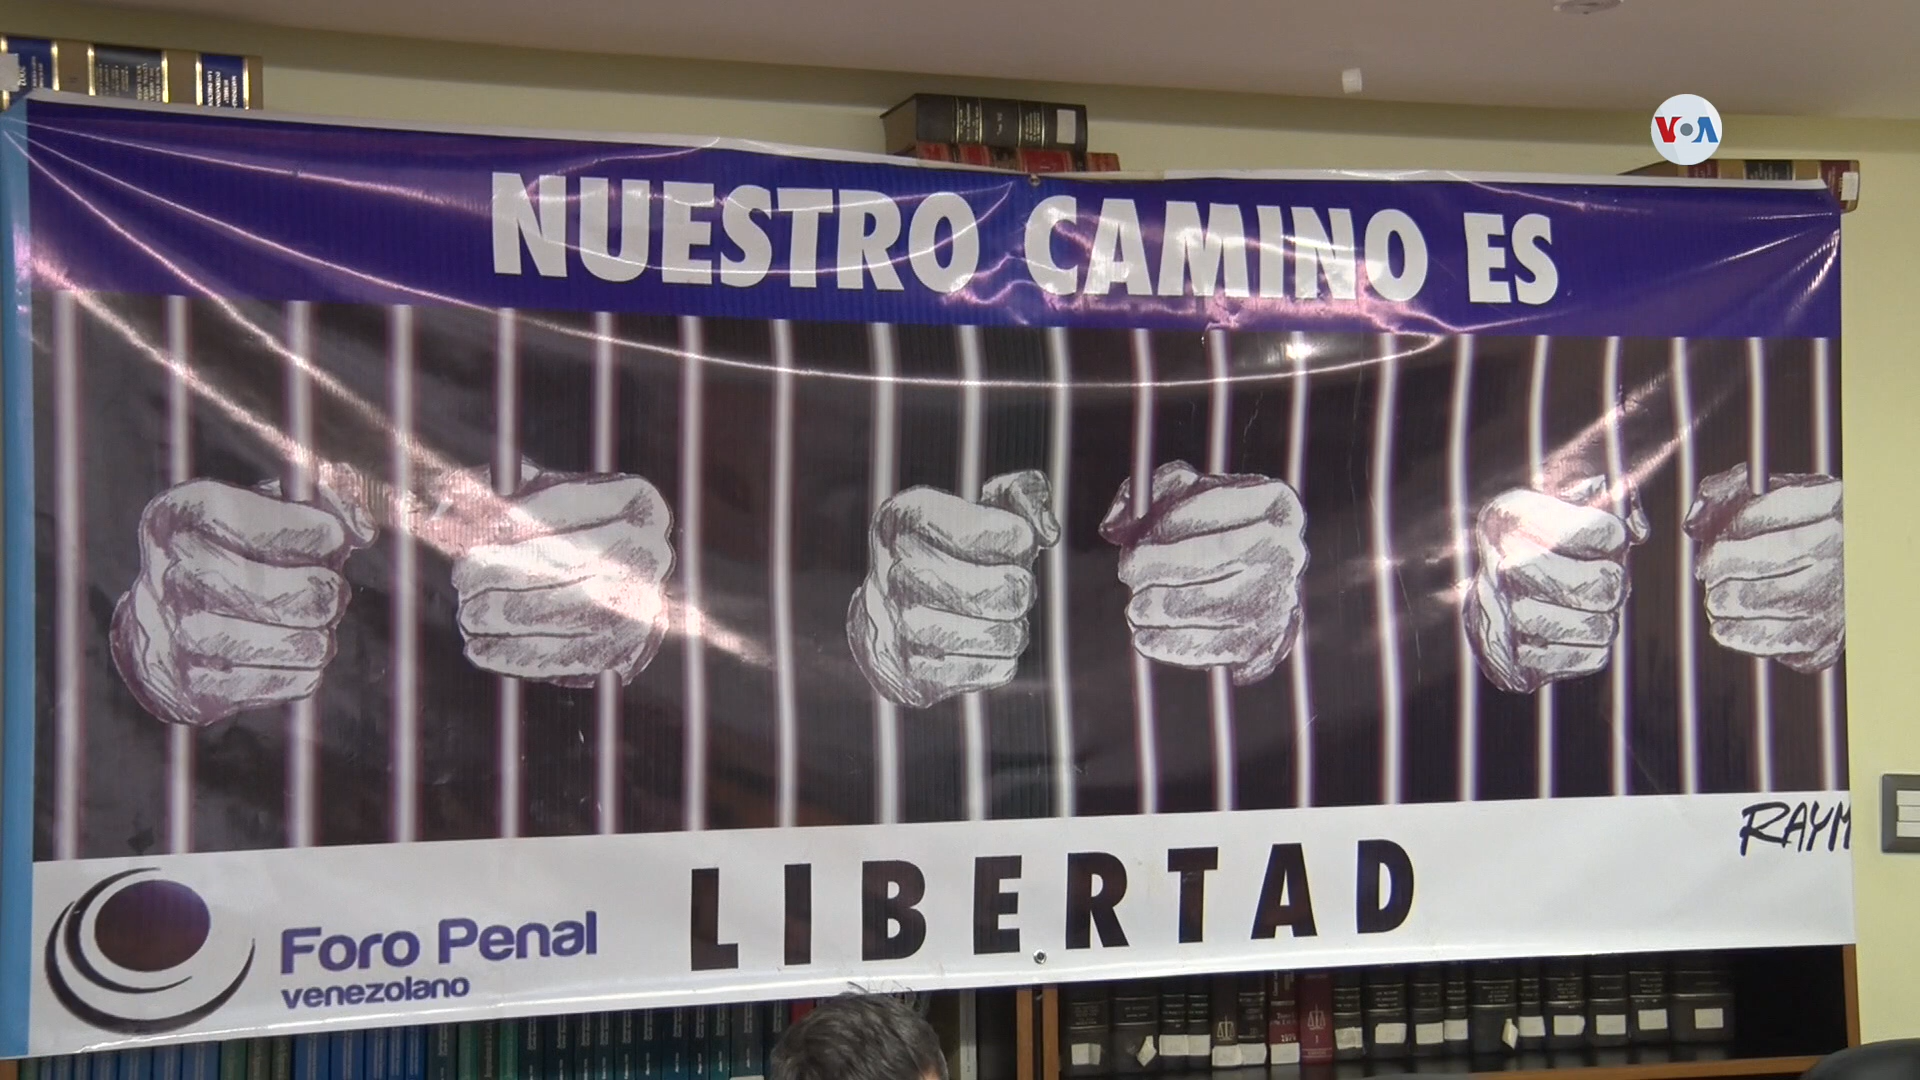 VOA
NUESTRO CAMINO ES
RAYM
LIBERTAD
Foro Penal
venezolano